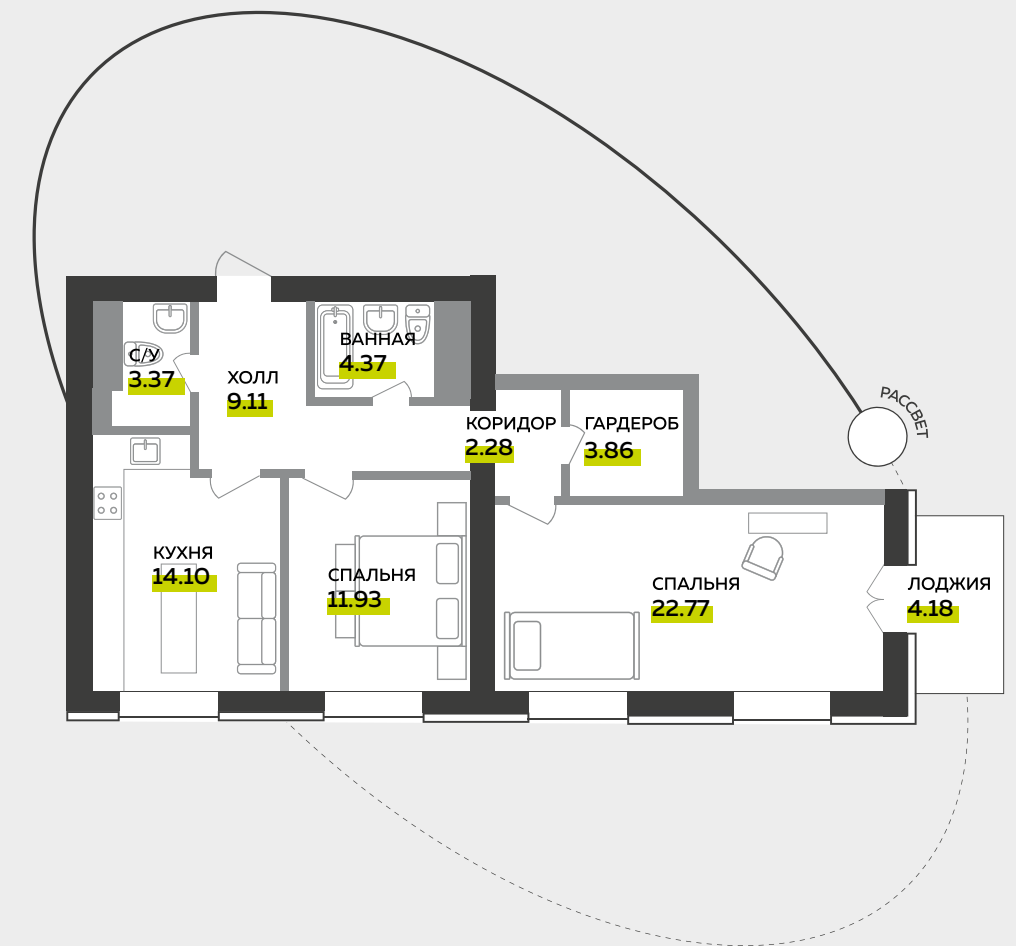 РАССВЕТ
С/У
3.37
ХОЛЛ
9.11
ВАННАЯ
4.37
КОРИДОР
2.28
ГАРДЕРОБ
3.86
КУХНЯ
14.10
СПАЛЬНЯ
11.93
СПАЛЬНЯ
22.77
ЛОДЖИЯ
4.18